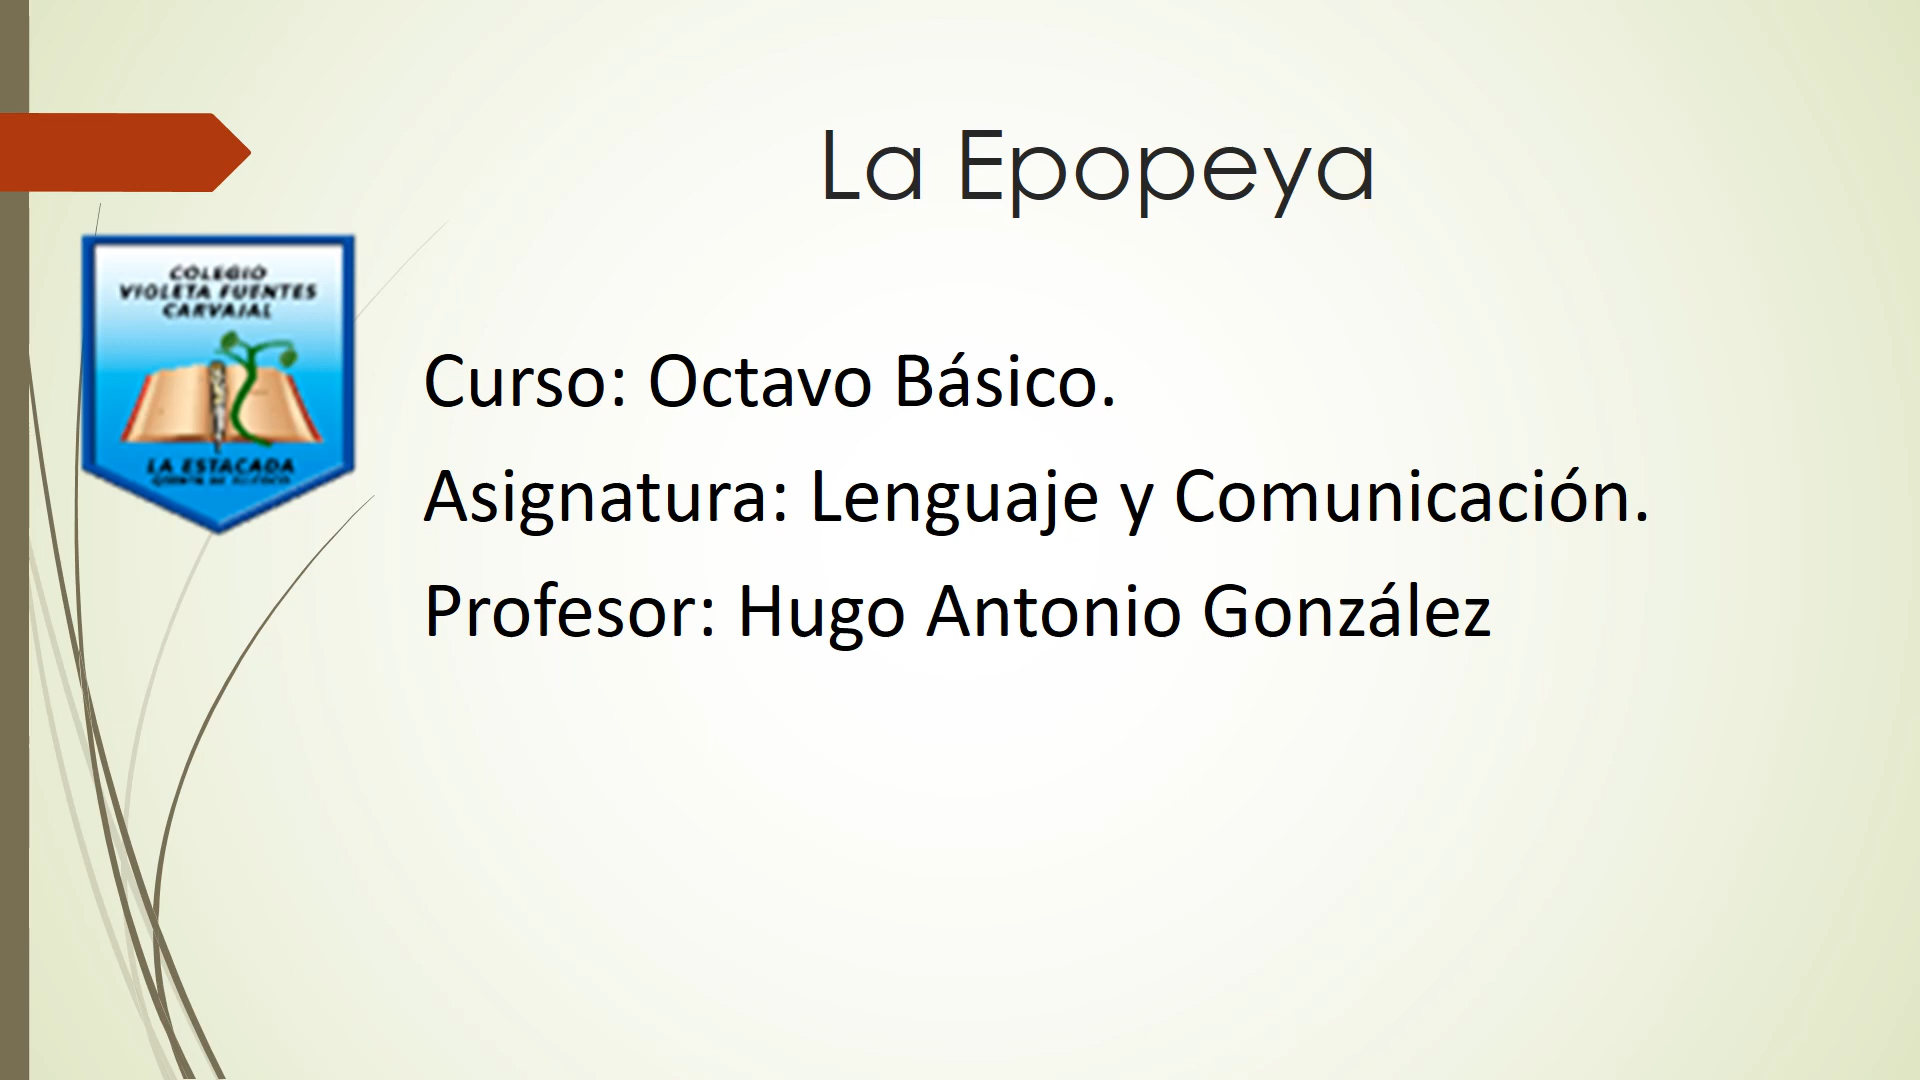 La Epopeya
COLEGIO
VIOLETA FUENTES
CARVAJAL
LA ESTACADA
Curso: Octavo Básico.
Asignatura: Lenguaje y Comunicación.
Profesor: Hugo Antonio González